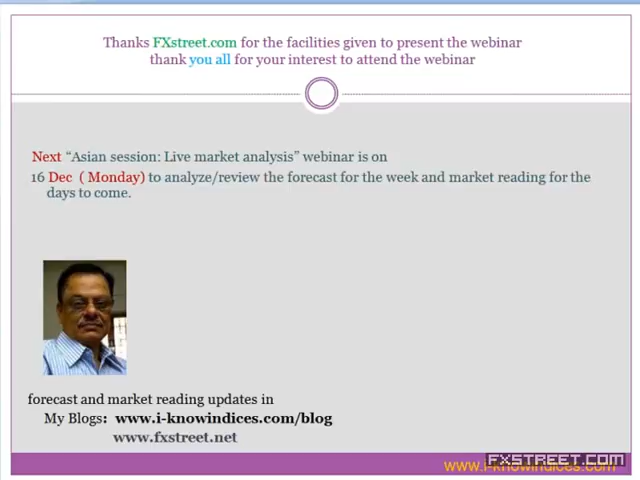 Thanks FXstreet.com for the facilities given to present the webinar
thank you all for your interest to attend the webinar
Next “Asian session: Live market analysis” webinar is on
16 Dec ( Monday) to analyze/review the forecast for the week and market reading for the
days to come.
forecast and market reading updates in
My Blogs: www.i-knowindices.com/blog
www.fxstreet.net
FXSTREET.COM
www.i-knowindices.com